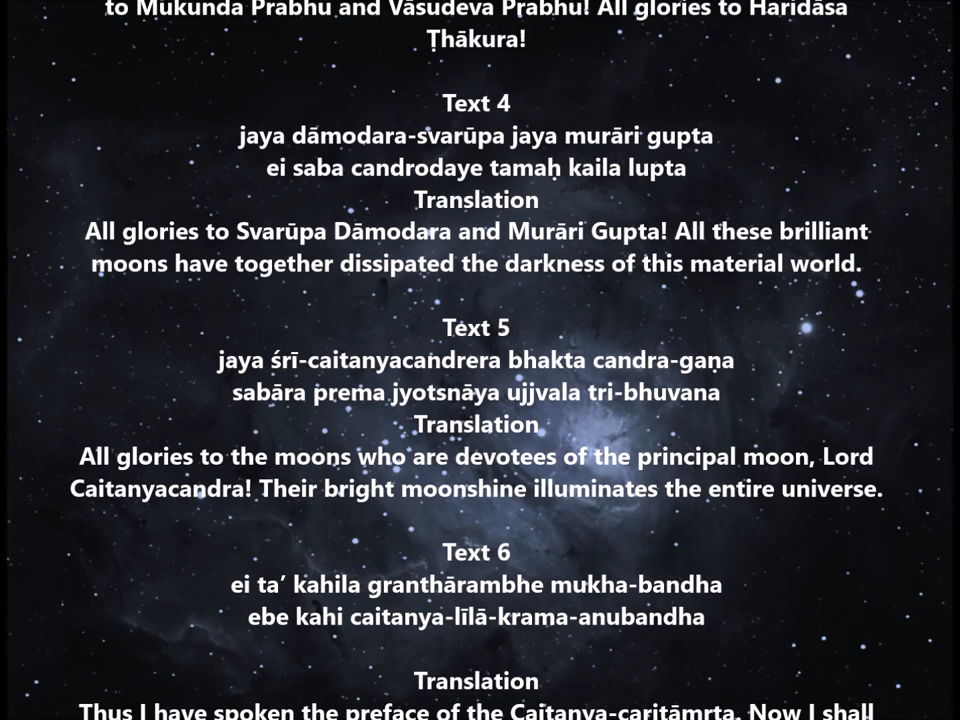 to Mukunda Prabhu and Vāsudeva Prabhu! All glories to Haridāsa
Ṭhākura!
Text 4
jaya dāmodara-svarūpa jaya murāri gupta
ei saba candrodaye tamaḥ kaila lupta
Translation
All glories to Svarūpa Dāmodara and Murāri Gupta! All these brilliant
moons have together dissipated the darkness of this material world.
Text 5
jaya śrī-caitanyacandrera bhakta candra-gaṇa
sabāra prema jyotsnāya ujjvala tri-bhuvana
Translation
All glories to the moons who are devotees of the principal moon, Lord
Caitanyacandra! Their bright moonshine illuminates the entire universe.
Text 6
ei ta’ kahila granthārambhe mukha-bandha
ebe kahi caitanya-līlā-krama-anubandha
Translation
Thus I have spoken the preface of the Caitanya-caritāmṛta. Now I shall